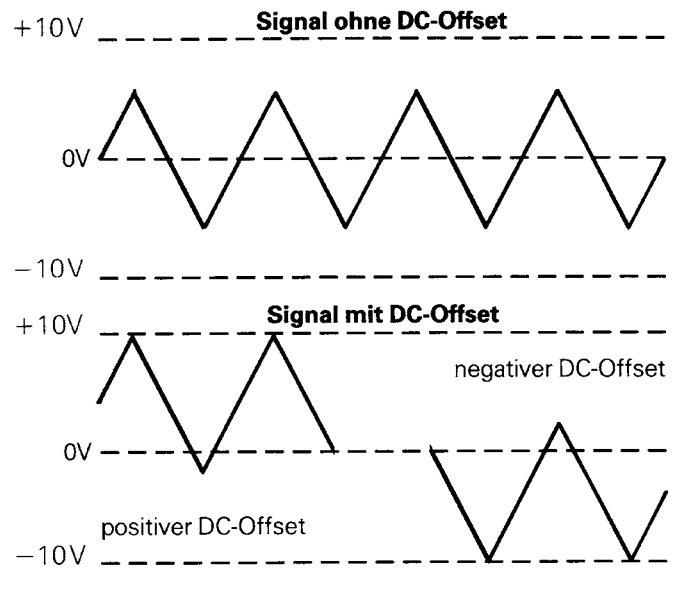 Signal ohne DC-Offset
+10V
0V
−10V
Signal mit DC-Offset
+10V
negativer DC-Offset
0V
positiver DC-Offset
−10V